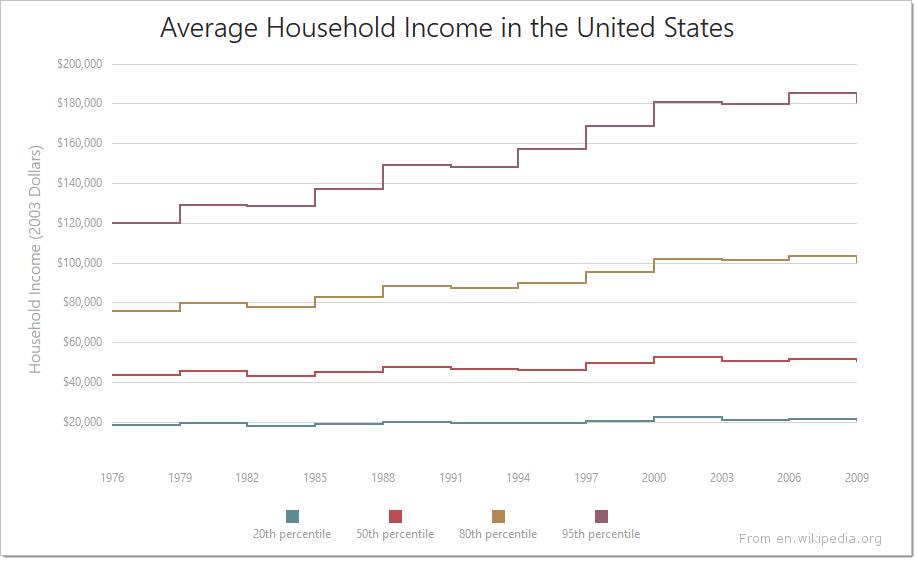 Average Household Income in the United States
Household Income (2003 Dollars)
$200,000
$180,000
$160,000
$140,000
$120,000
$100,000
$80,000
$60,000
$40,000
$20,000
1976 1979 1982 1985 1988 1991 1994 1997 2000 2003 2006 2009
20th percentile 50th percentile 80th percentile 95th percentile
From en.wikipedia.org